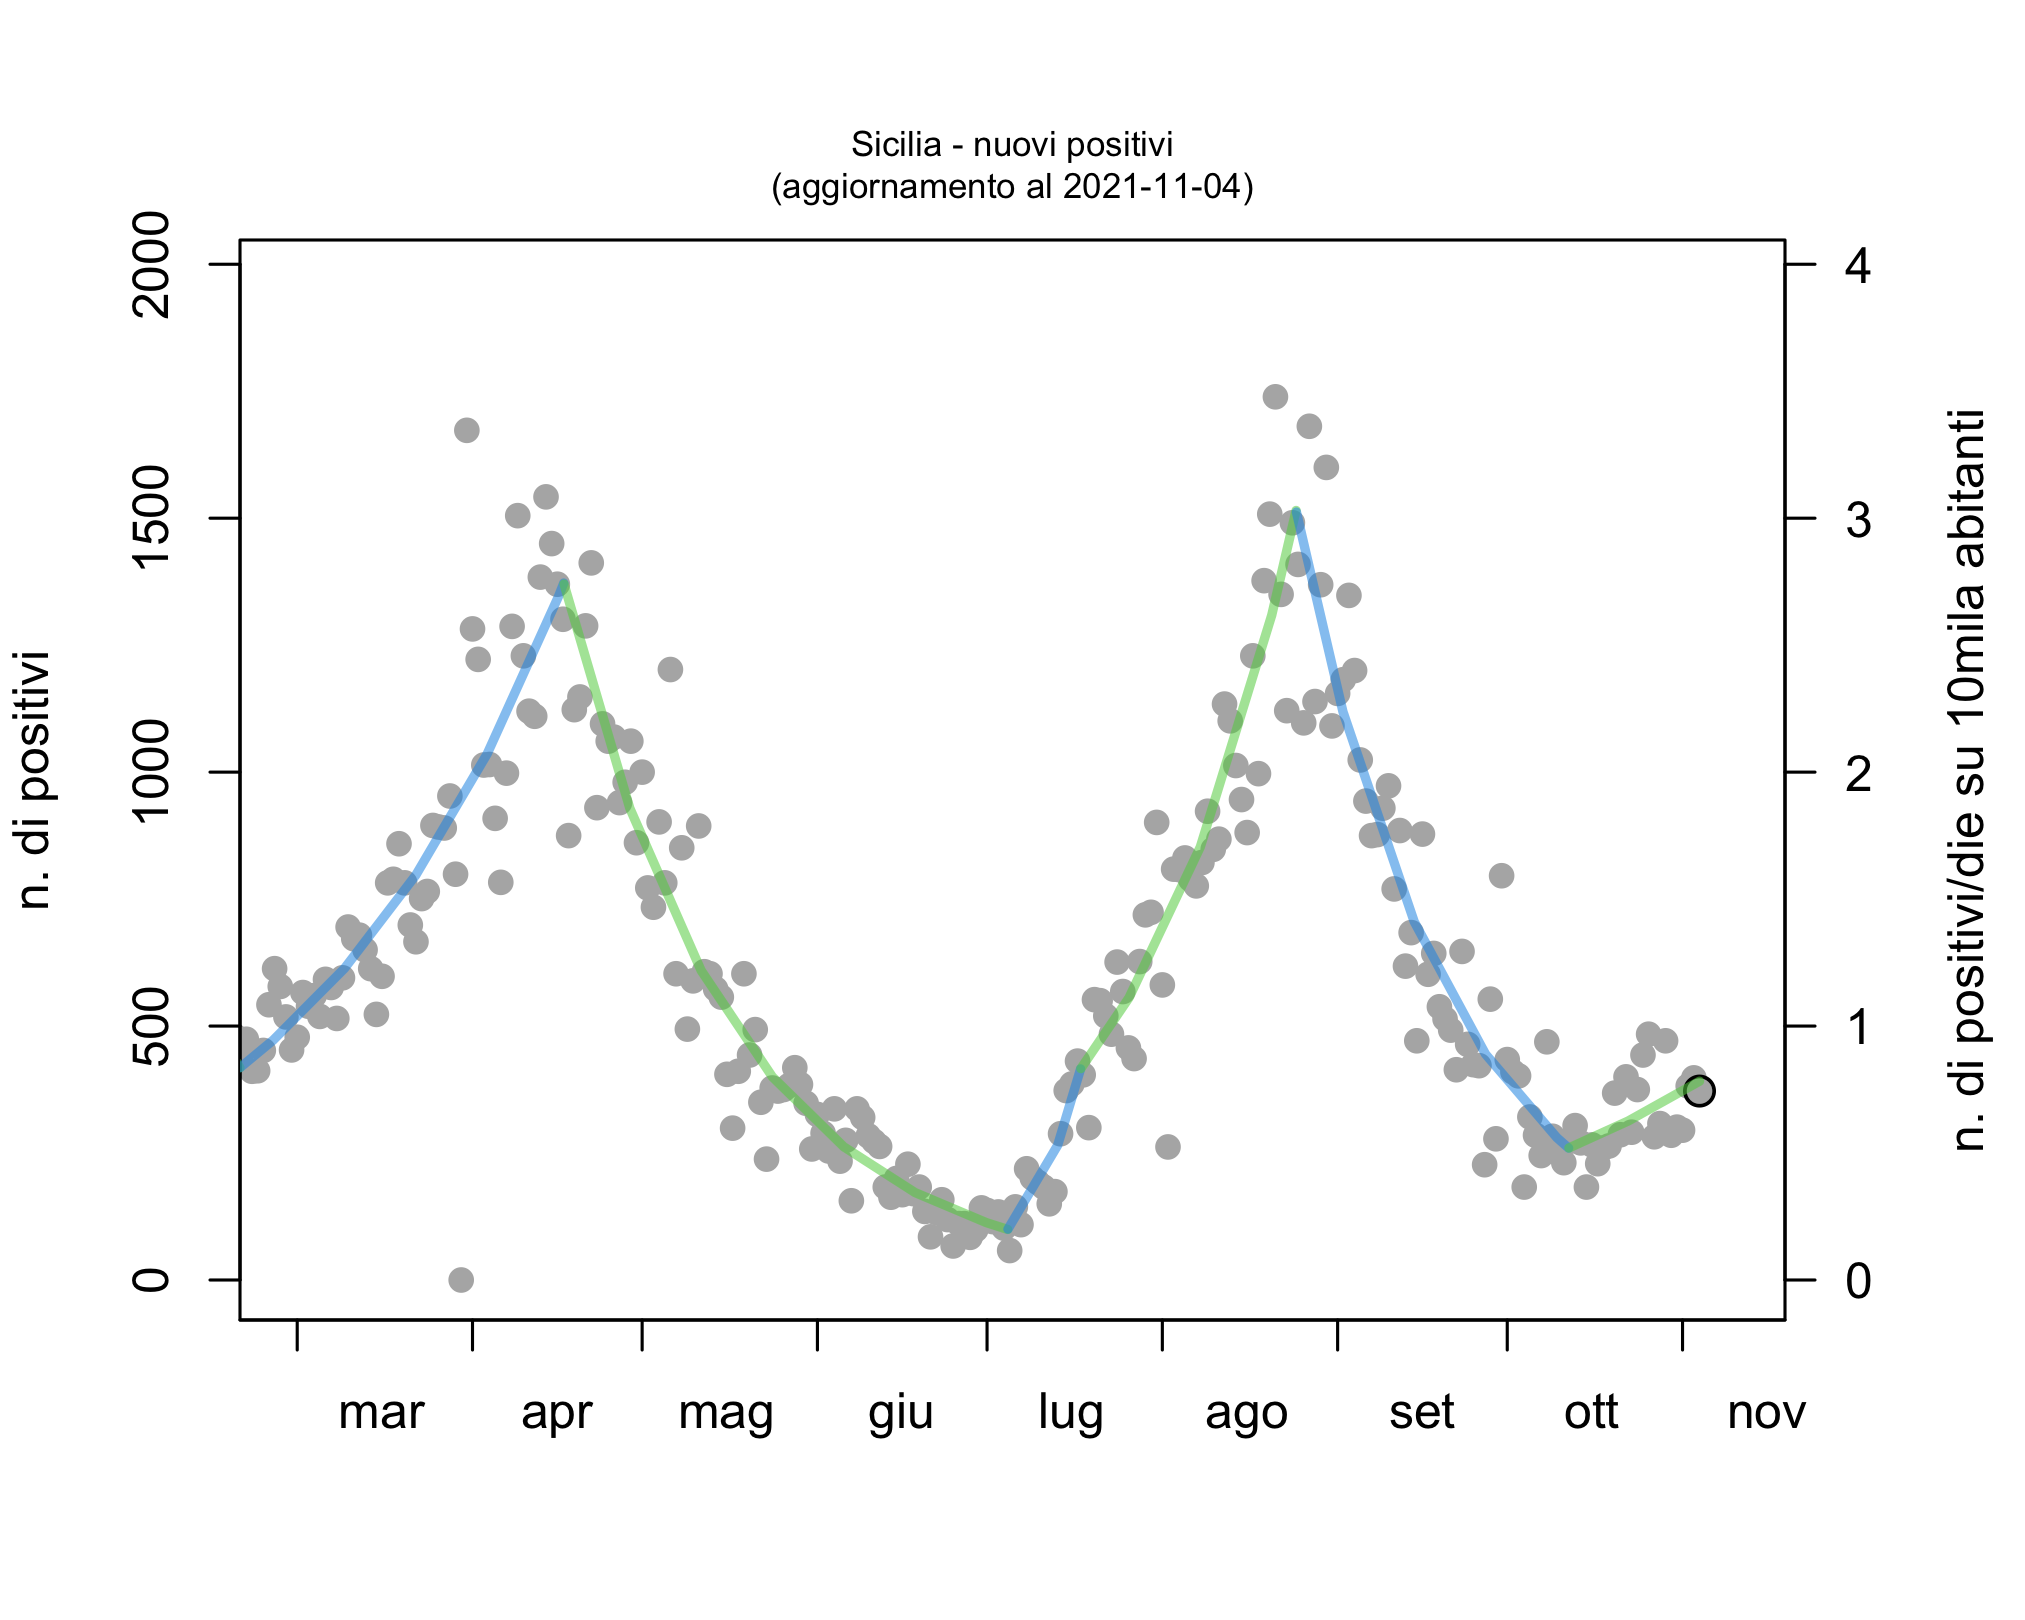 Sicilia - nuovi positivi
(aggiornamento al 2021-11-04)
n. di positivi
2000
1500
1000
500
0
4
3
2
1
0
n. di positivi/die su 10mila abitanti
mar apr mag giu lug ago set ott nov